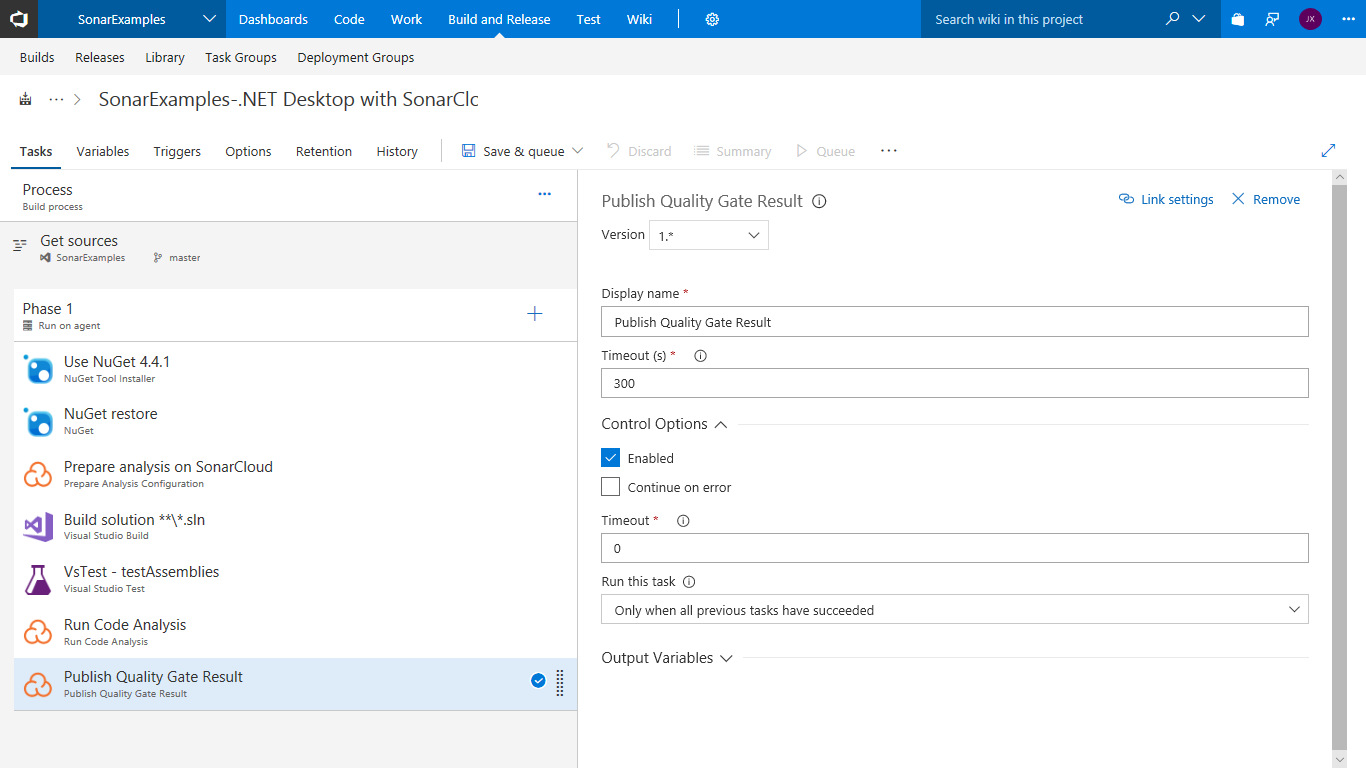 SonarExamples Dashboards Code Work Build and Release Test Wiki Search wiki in this project JX
Builds Releases Library Task Groups Deployment Groups
... > SonarExamples-.NET Desktop with SonarClc
Tasks Variables Triggers Options Retention History Save & queue Discard Summary Queue ...
Process
Build process
Get sources
SonarExamples master
Phase 1
Run on agent
Use NuGet 4.4.1
NuGet Tool Installer
NuGet restore
NuGet
Prepare analysis on SonarCloud
Prepare Analysis Configuration
Build solution **\*.sln
Visual Studio Build
VsTest - testAssemblies
Visual Studio Test
Run Code Analysis
Run Code Analysis
Publish Quality Gate Result
Publish Quality Gate Result
Publish Quality Gate Result Link settings Remove
Version 1.*
Display name *
Publish Quality Gate Result
Timeout (s) *
300
Control Options
Enabled
Continue on error
Timeout *
0
Run this task
Only when all previous tasks have succeeded
Output Variables